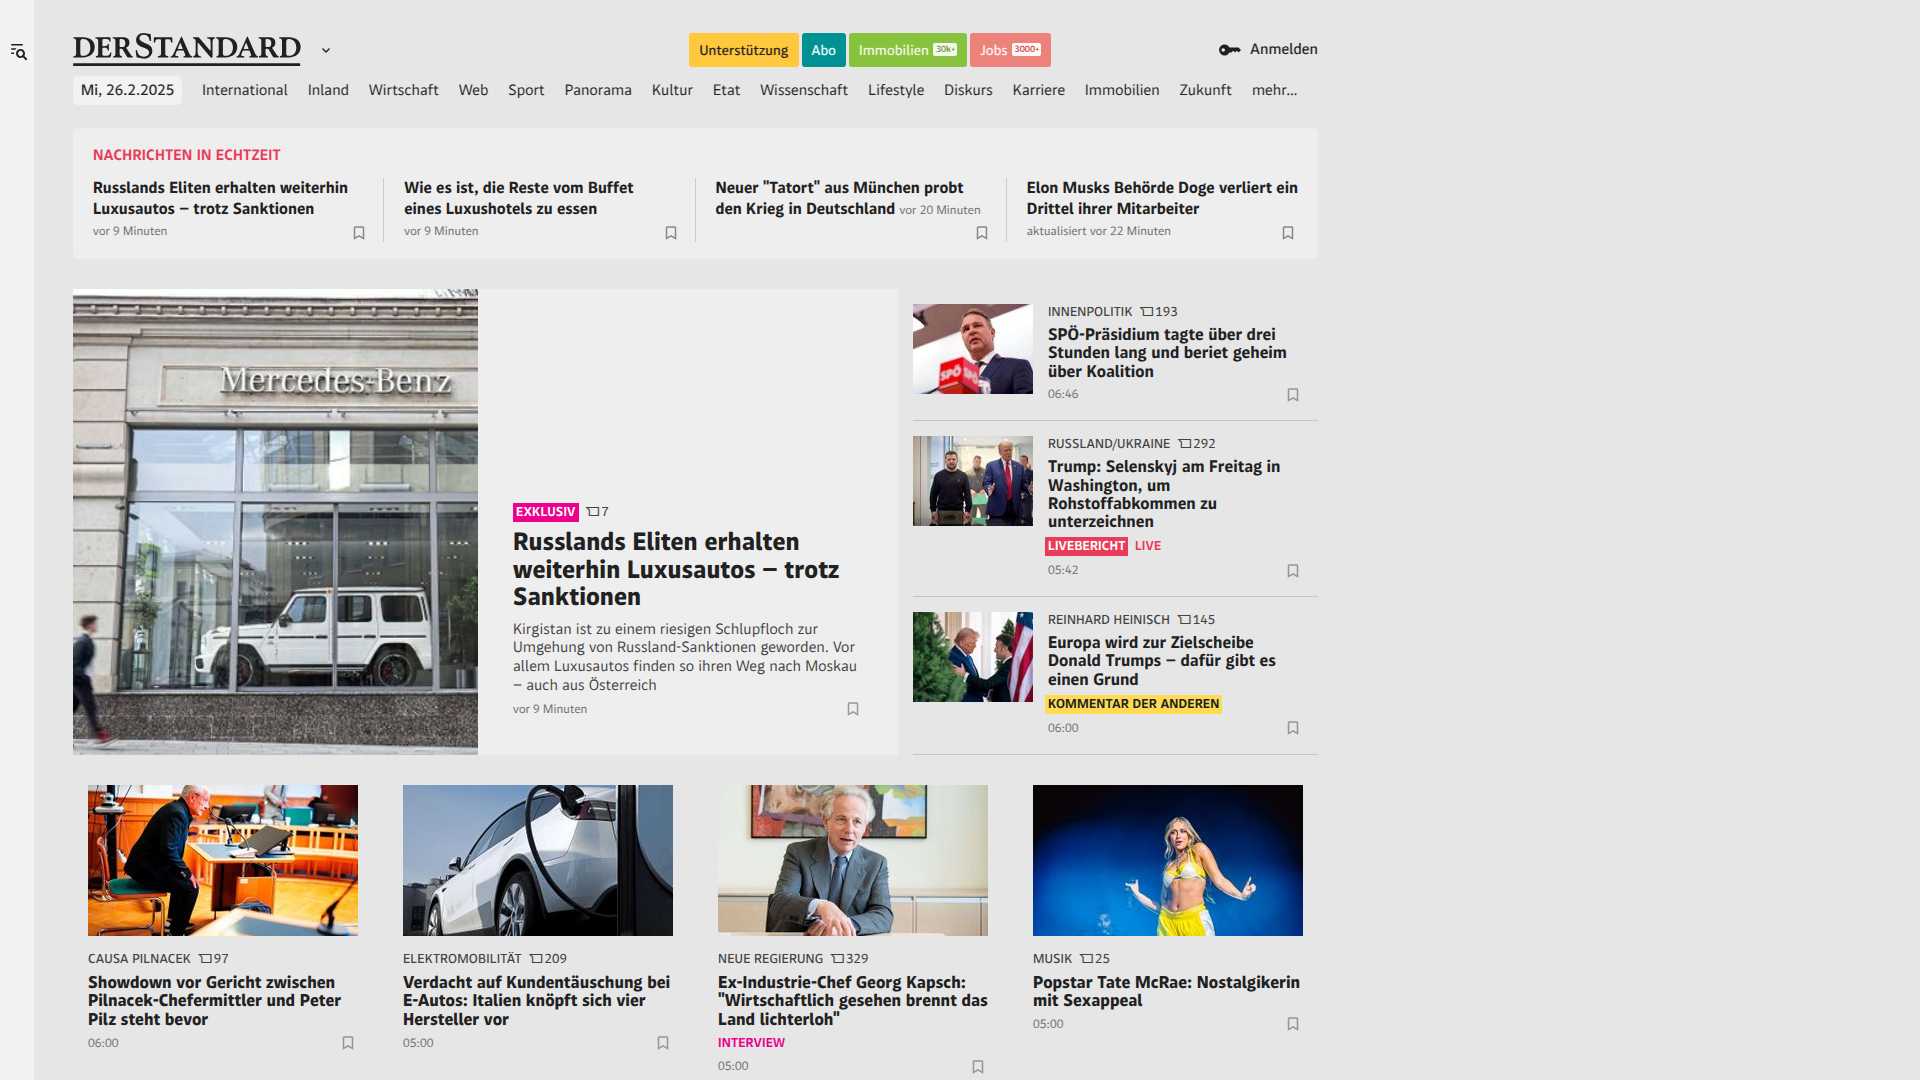 DERSTANDARD
Unterstützung
Abo
Immobilien 30k+
Jobs 3000+
Anmelden
Mi, 26.2.2025
International
Inland
Wirtschaft
Web
Sport
Panorama
Kultur
Etat
Wissenschaft
Lifestyle
Diskurs
Karriere
Immobilien
Zukunft
mehr...
NACHRICHTEN IN ECHTZEIT
Russlands Eliten erhalten weiterhin
Luxusautos – trotz Sanktionen
vor 9 Minuten
Wie es ist, die Reste vom Buffet
eines Luxushotels zu essen
vor 9 Minuten
Neuer "Tatort" aus München probt
den Krieg in Deutschland vor 20 Minuten
Elon Musks Behörde Doge verliert ein
Drittel ihrer Mitarbeiter
aktualisiert vor 22 Minuten
Mercedes-Benz
EXKLUSIV 7
Russlands Eliten erhalten
weiterhin Luxusautos – trotz
Sanktionen
Kirgistan ist zu einem riesigen Schlupfloch zur
Umgehung von Russland-Sanktionen geworden. Vor
allem Luxusautos finden so ihren Weg nach Moskau
– auch aus Österreich
vor 9 Minuten
SPÖ
SPÖ
INNENPOLITIK 193
SPÖ-Präsidium tagte über drei
Stunden lang und beriet geheim
über Koalition
06:46
RUSSLAND/UKRAINE 292
Trump: Selenskyj am Freitag in
Washington, um
Rohstoffabkommen zu
unterzeichnen
LIVEBERICHT LIVE
05:42
REINHARD HEINISCH 145
Europa wird zur Zielscheibe
Donald Trumps – dafür gibt es
einen Grund
KOMMENTAR DER ANDEREN
06:00
CAUSA PILNACEK 97
Showdown vor Gericht zwischen
Pilnacek-Chefermittler und Peter
Pilz steht bevor
06:00
ELEKTROMOBILITÄT 209
Verdacht auf Kundentäuschung bei
E-Autos: Italien knöpft sich vier
Hersteller vor
05:00
NEUE REGIERUNG 329
Ex-Industrie-Chef Georg Kapsch:
"Wirtschaftlich gesehen brennt das
Land lichterloh"
INTERVIEW
05:00
MUSIK 25
Popstar Tate McRae: Nostalgikerin
mit Sexappeal
05:00